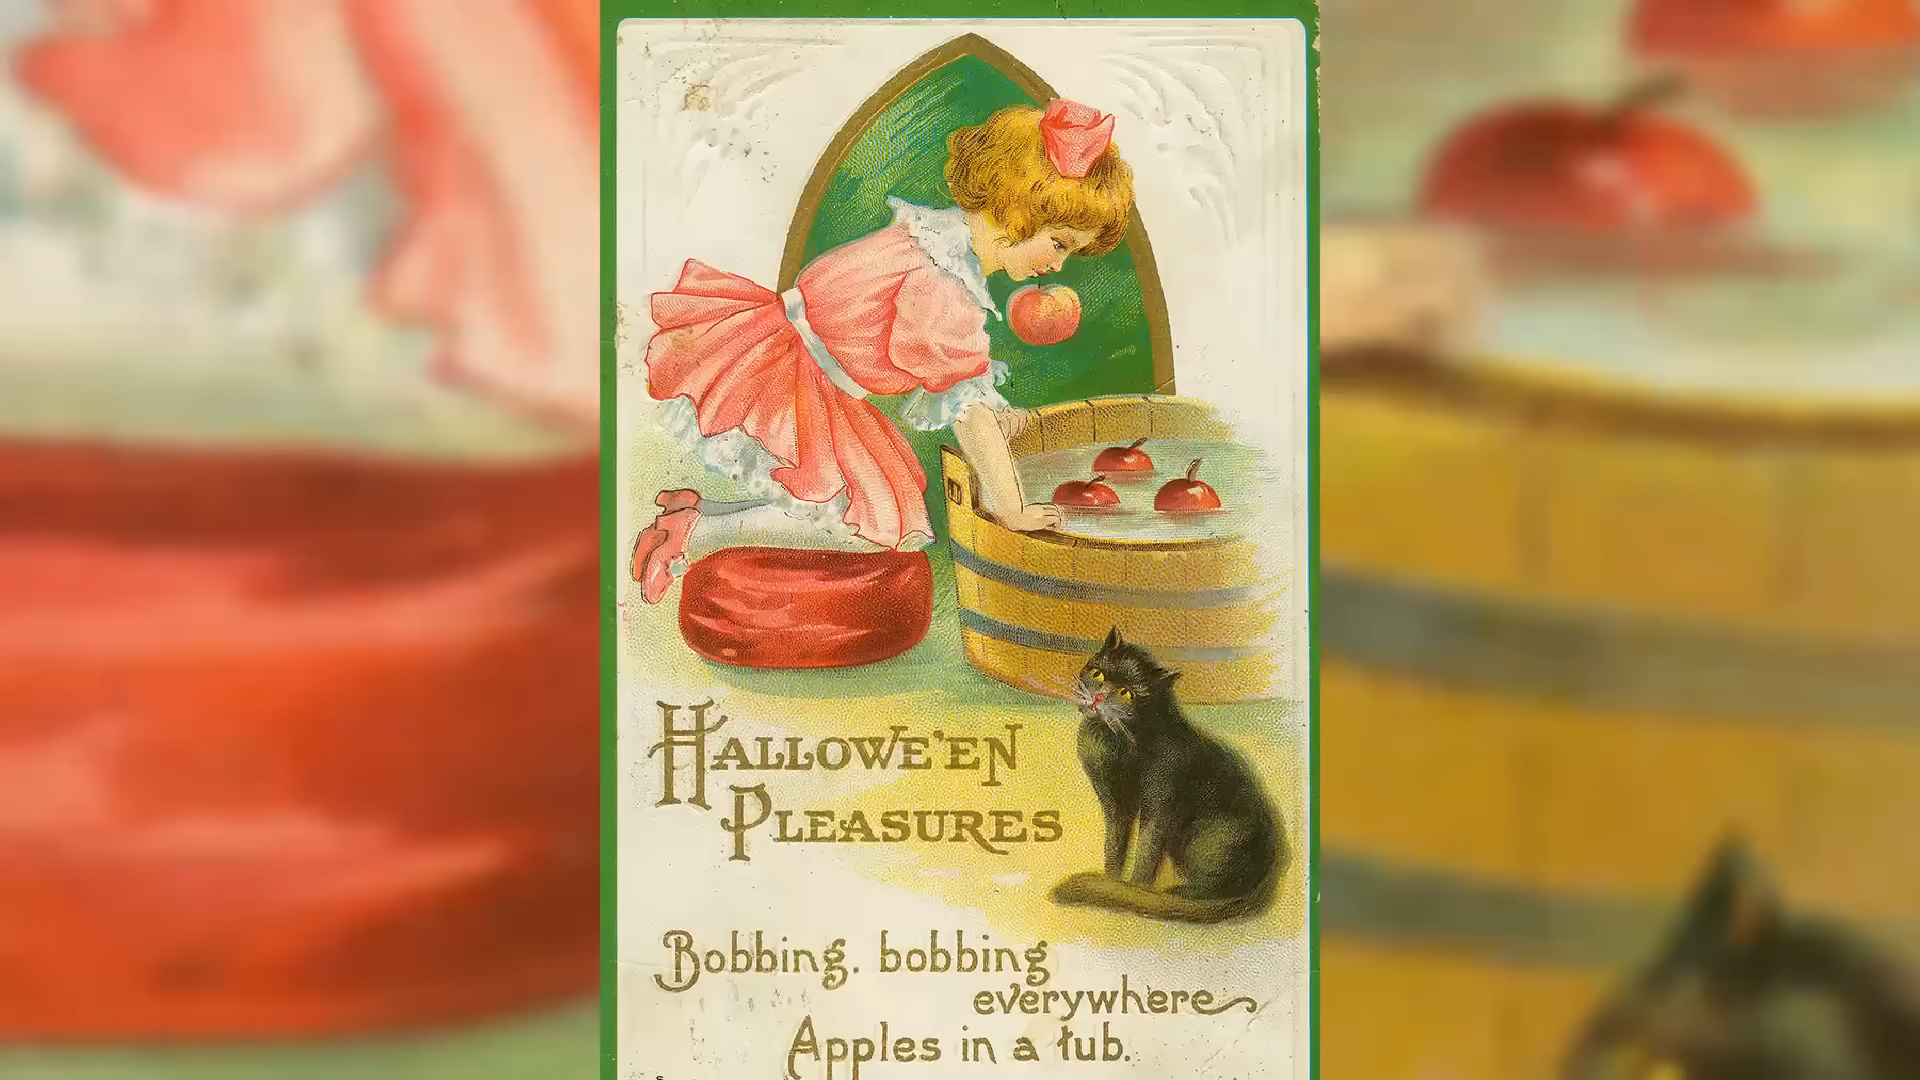 HALLOWE'EN
PLEASURES
Bobbing, bobbing
everywhere
Apples in a tub.